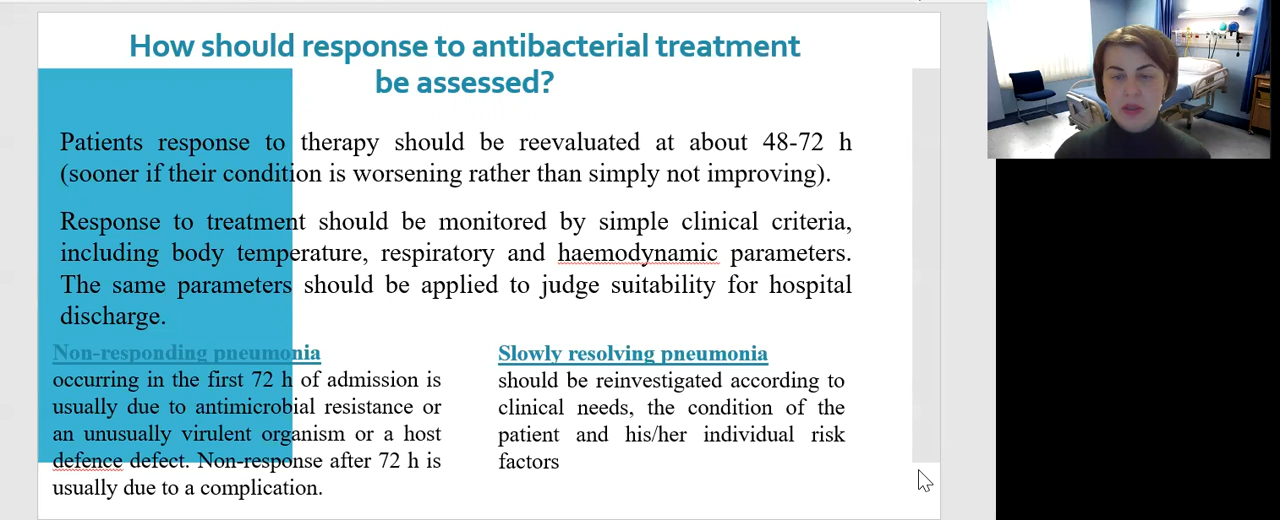 How should response to antibacterial treatment
be assessed?
Patients response to therapy should be reevaluated at about 48-72 h
(sooner if their condition is worsening rather than simply not improving).
Response to treatment should be monitored by simple clinical criteria,
including body temperature, respiratory and haemodynamic parameters.
The same parameters should be applied to judge suitability for hospital
discharge.
Non-responding pneumonia
occurring in the first 72 h of admission is
usually due to antimicrobial resistance or
an unusually virulent organism or a host
defence defect. Non-response after 72 h is
usually due to a complication.
Slowly resolving pneumonia
should be reinvestigated according to
clinical needs, the condition of the
patient and his/her individual risk
factors